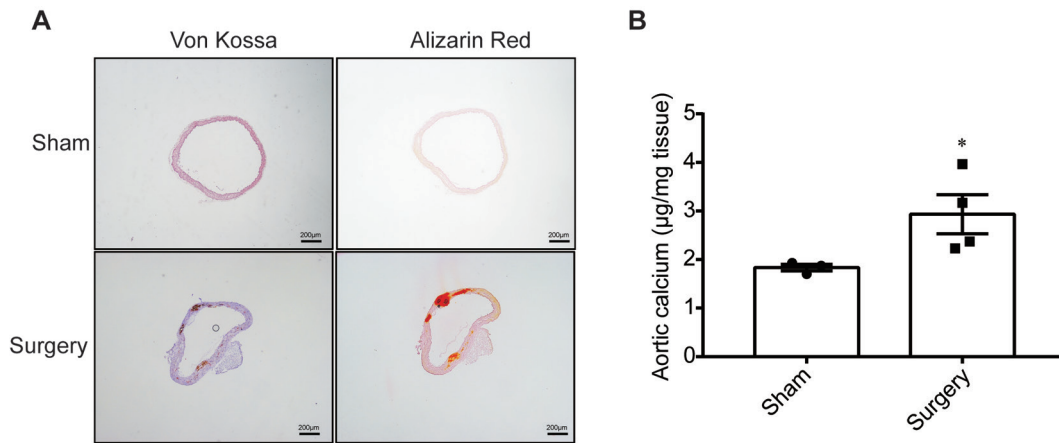 A
Von Kossa
Alizarin Red
Sham
200μm
200μm
Surgery
200μm
200μm
B
Aortic calcium (μg/mg tissue)
5
4
3
2
1
0
*
Sham
Surgery